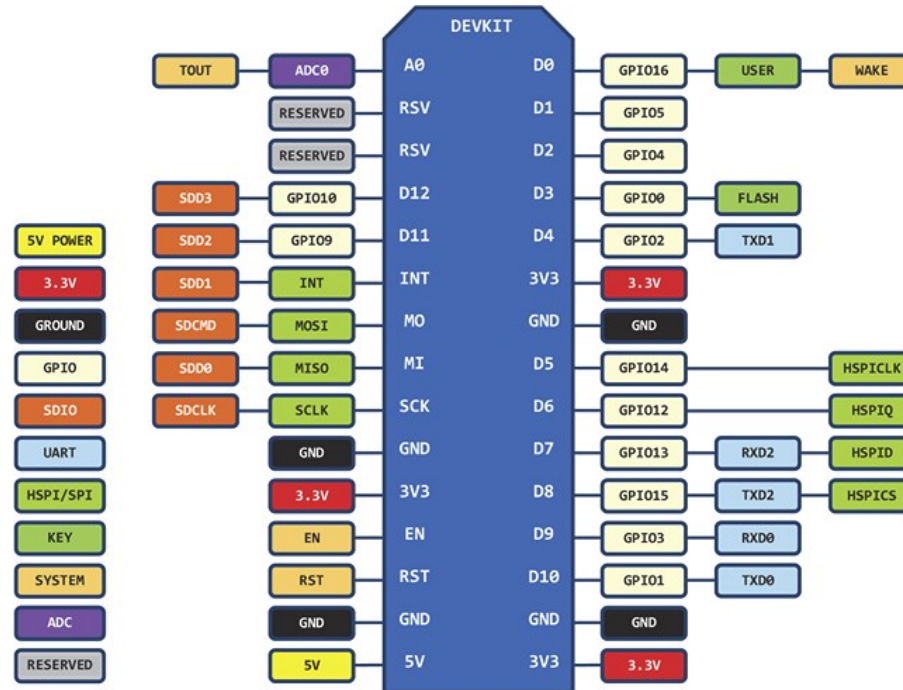 DEVKIT
TOUT ADC0 A0 D0 GPIO16 USER WAKE
RESERVED RSV D1 GPIO5
RESERVED RSV D2 GPIO4
SDD3 GPIO10 D12 D3 GPIO0 FLASH
5V POWER SDD2 GPIO9 D11 D4 GPIO2 TXD1
3.3V SDD1 INT INT 3V3 3.3V
GROUND SDCMD MOSI MO GND GND
GPIO SDD0 MISO MI D5 GPIO14 HSPICLK
SDIO SDCLK SCLK SCK D6 GPIO12 HSPIQ
UART GND GND D7 GPIO13 RXD2 HSPID
HSPI/SPI 3.3V 3V3 D8 GPIO15 TXD2 HSPICS
KEY EN EN D9 GPIO3 RXD0
SYSTEM RST RST D10 GPIO1 TXD0
ADC GND GND GND GND
RESERVED 5V 5V 3V3 3.3V